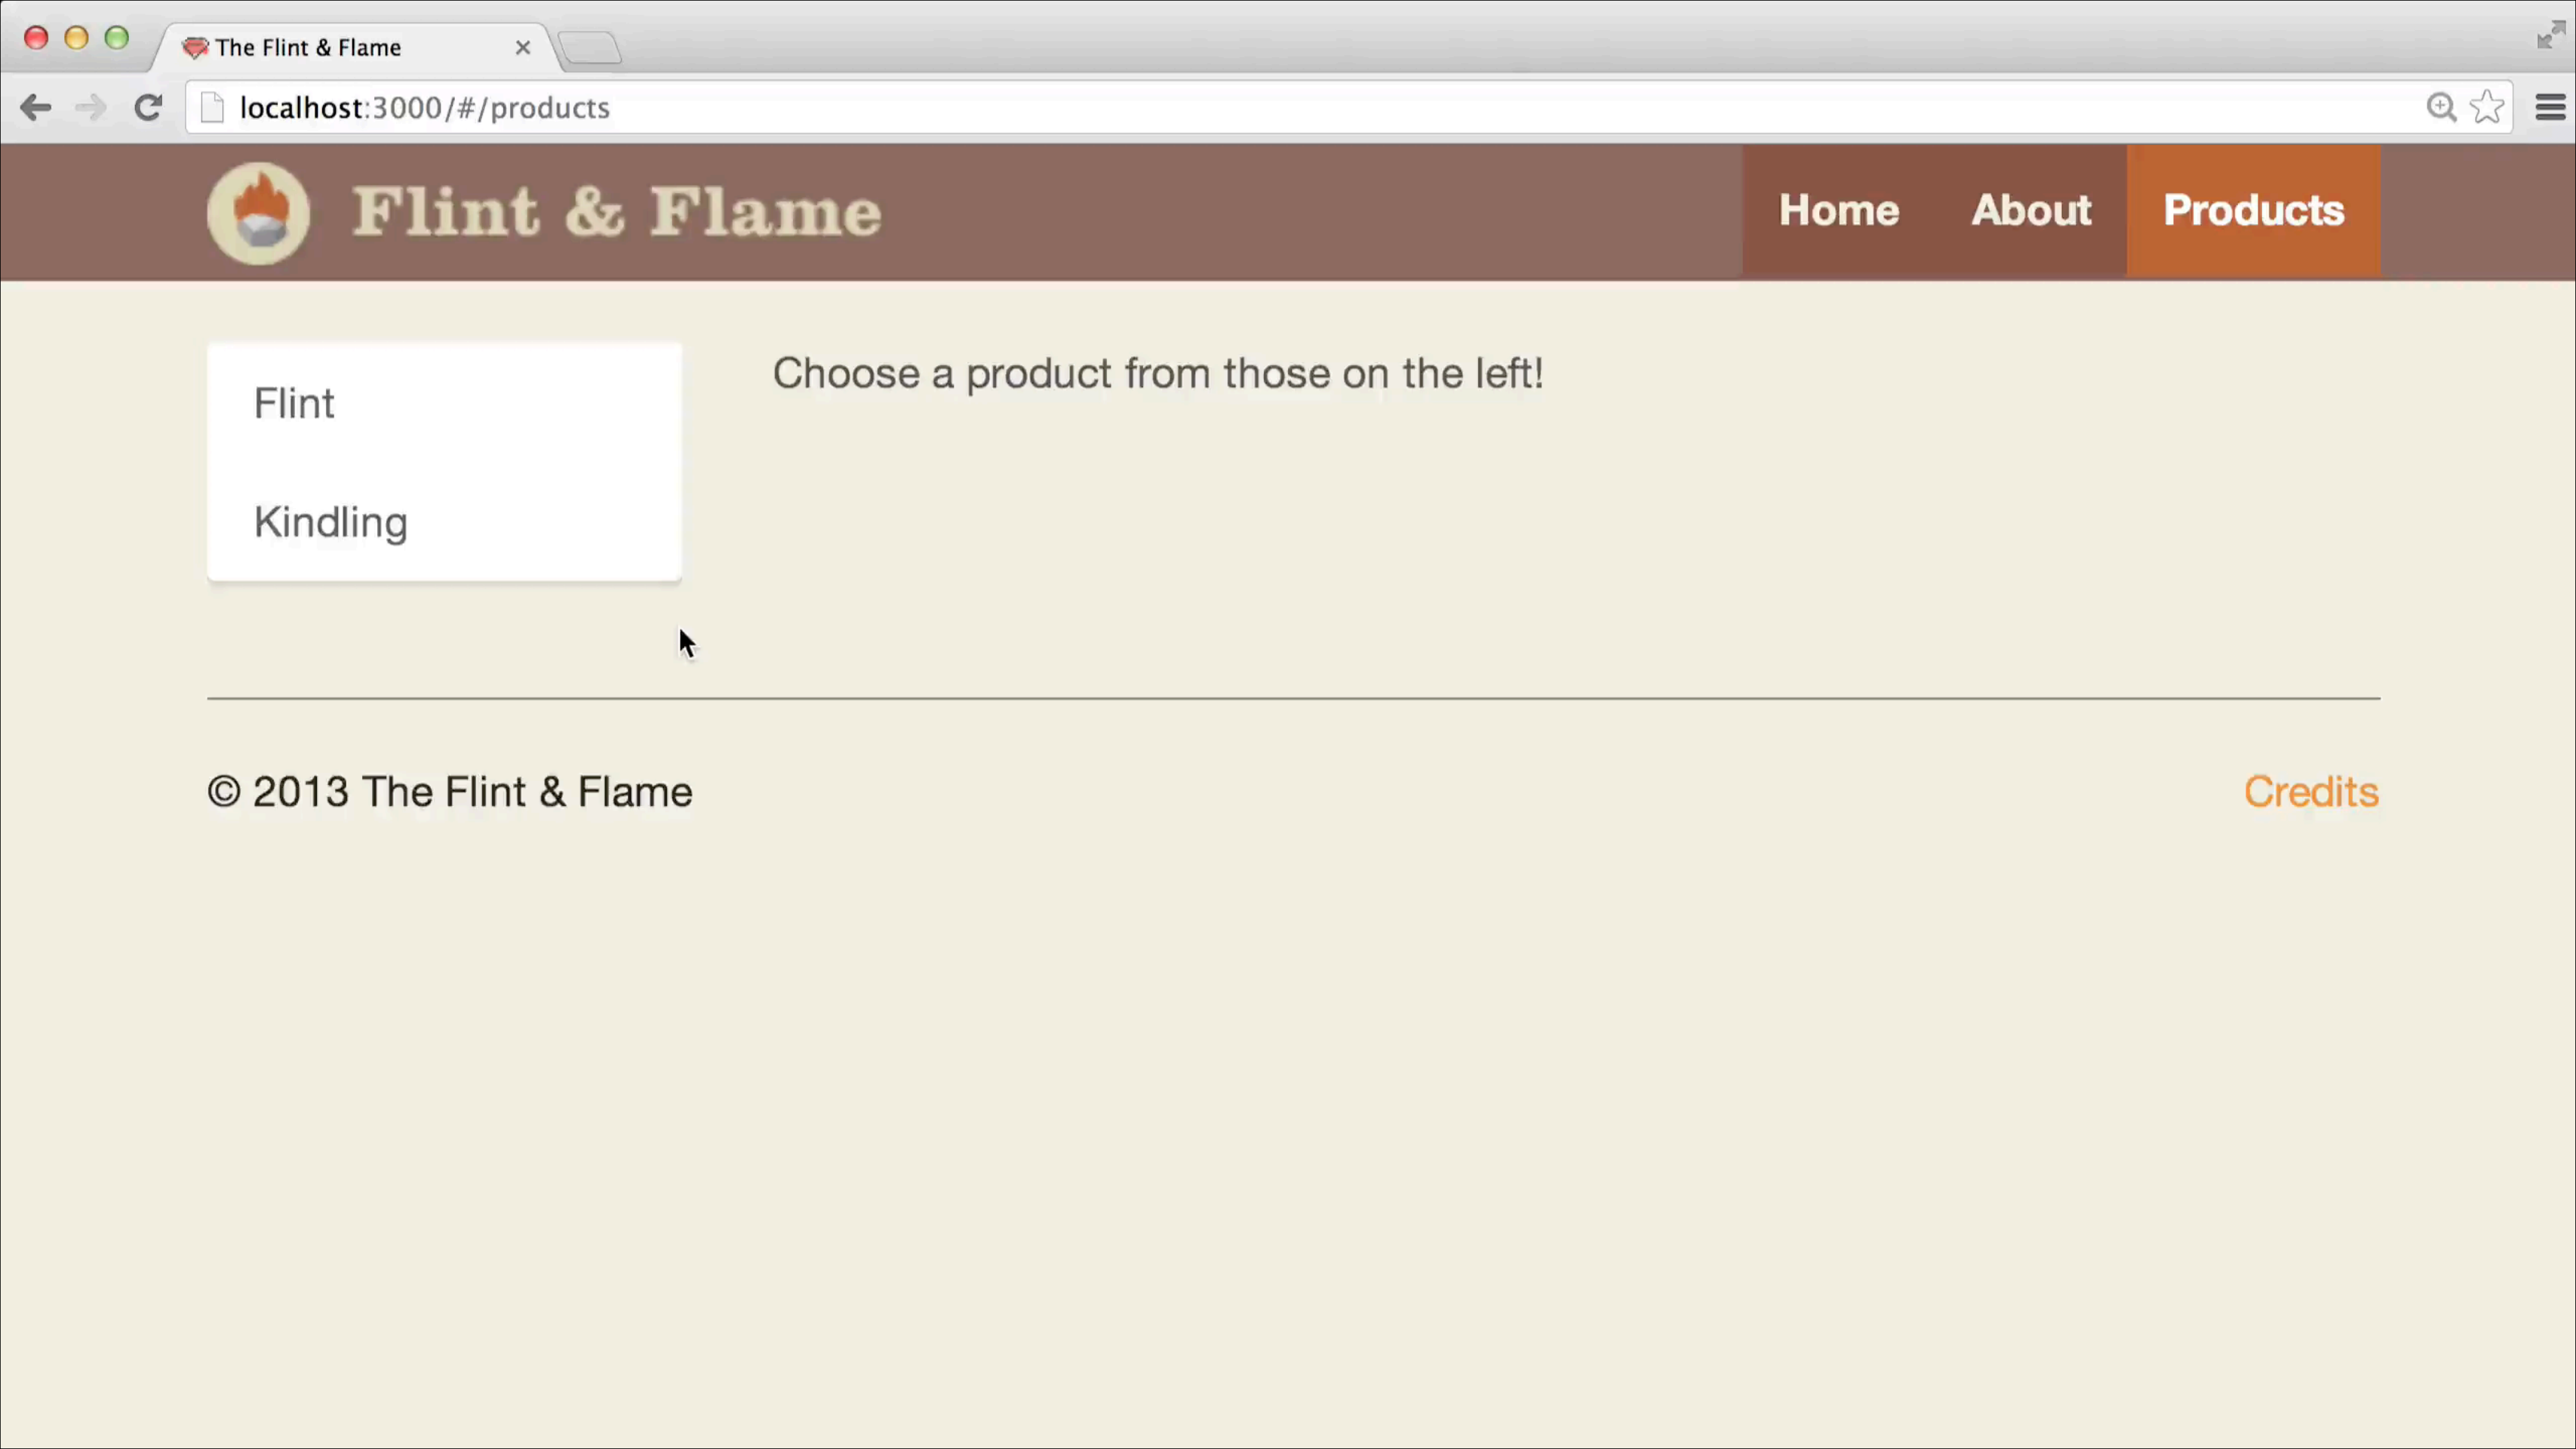 The Flint & Flame
localhost:3000/#/products
Flint & Flame
Home About Products
Flint
Kindling
Choose a product from those on the left!
© 2013 The Flint & Flame
Credits